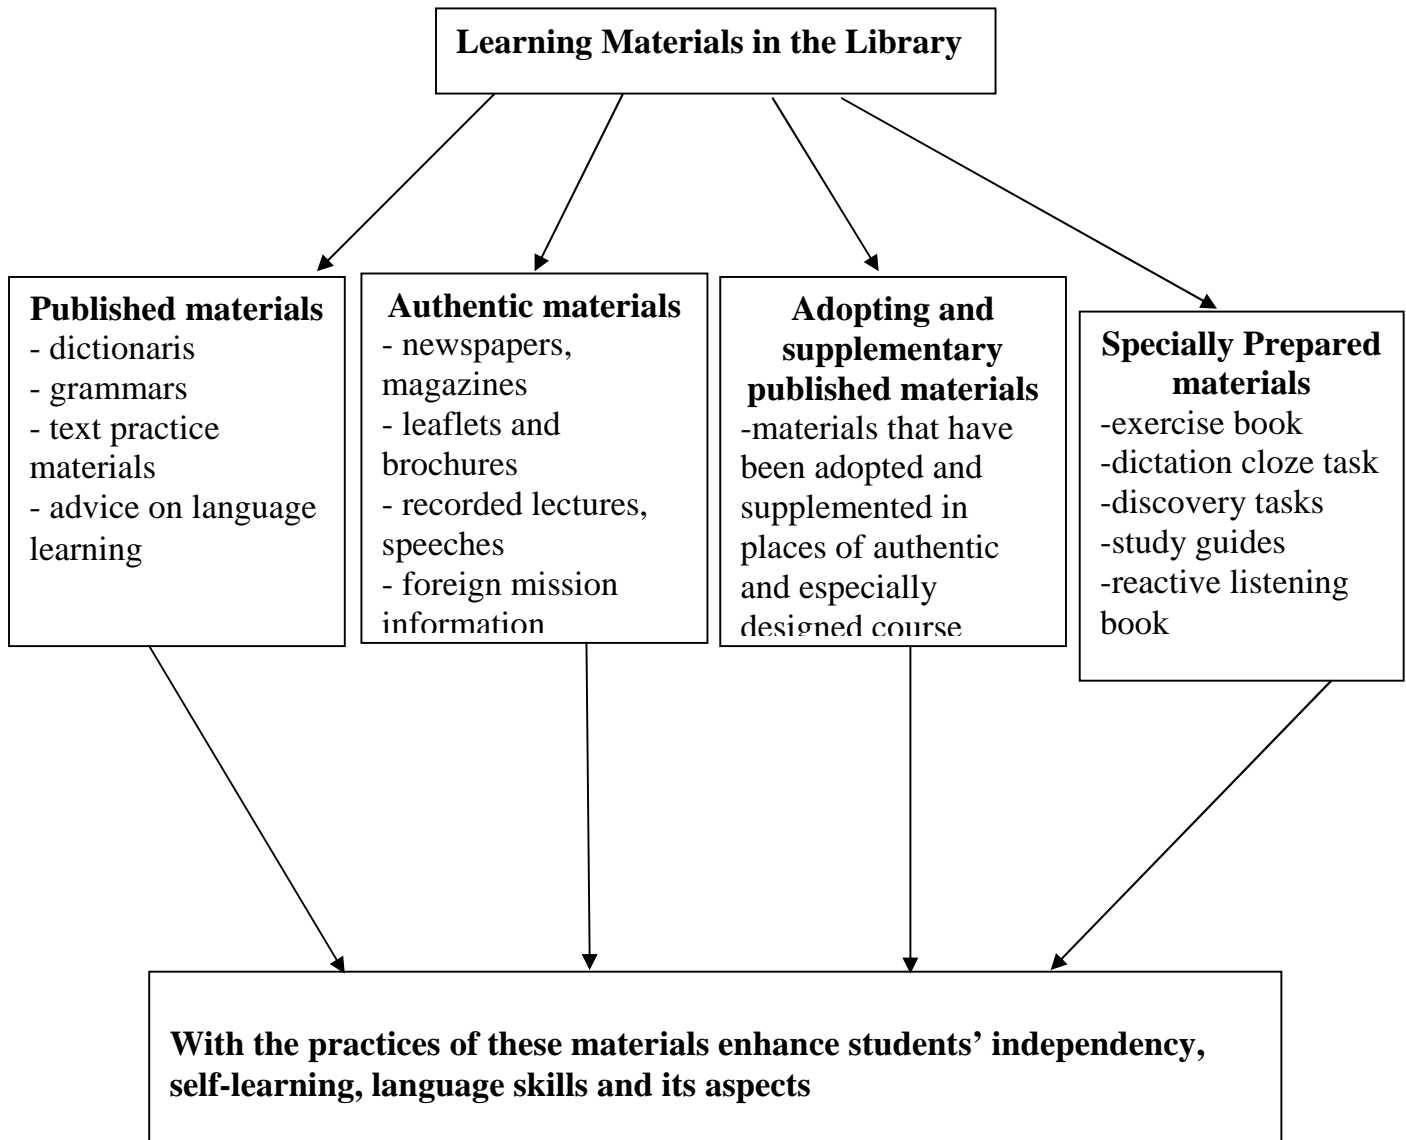 Learning Materials in the Library
Published materials
- dictionaris
- grammars
- text practice
materials
- advice on language
learning
Authentic materials
- newspapers,
magazines
- leaflets and
brochures
- recorded lectures,
speeches
- foreign mission
information
Adopting and
supplementary
published materials
-materials that have
been adopted and
supplemented in
places of authentic
and especially
designed course
Specially Prepared
materials
-exercise book
-dictation cloze task
-discovery tasks
-study guides
-reactive listening
book
With the practices of these materials enhance students’ independency,
self-learning, language skills and its aspects